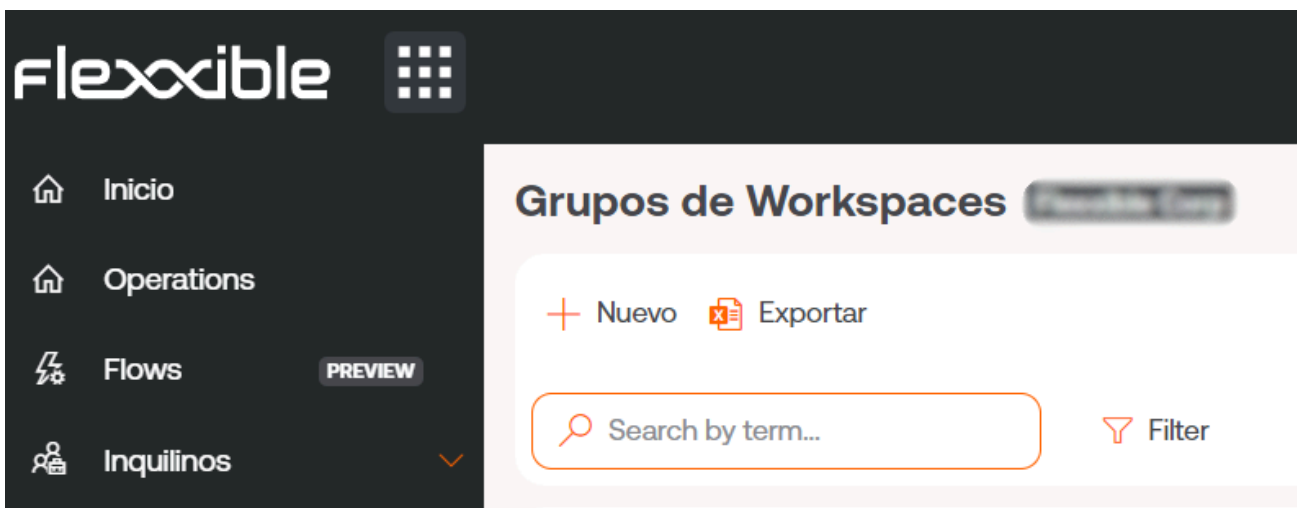 flexxible
Inicio
Operations
Flows PREVIEW
Inquilinos
Grupos de Workspaces
Nuevo Exportar
Search by term...
Filter